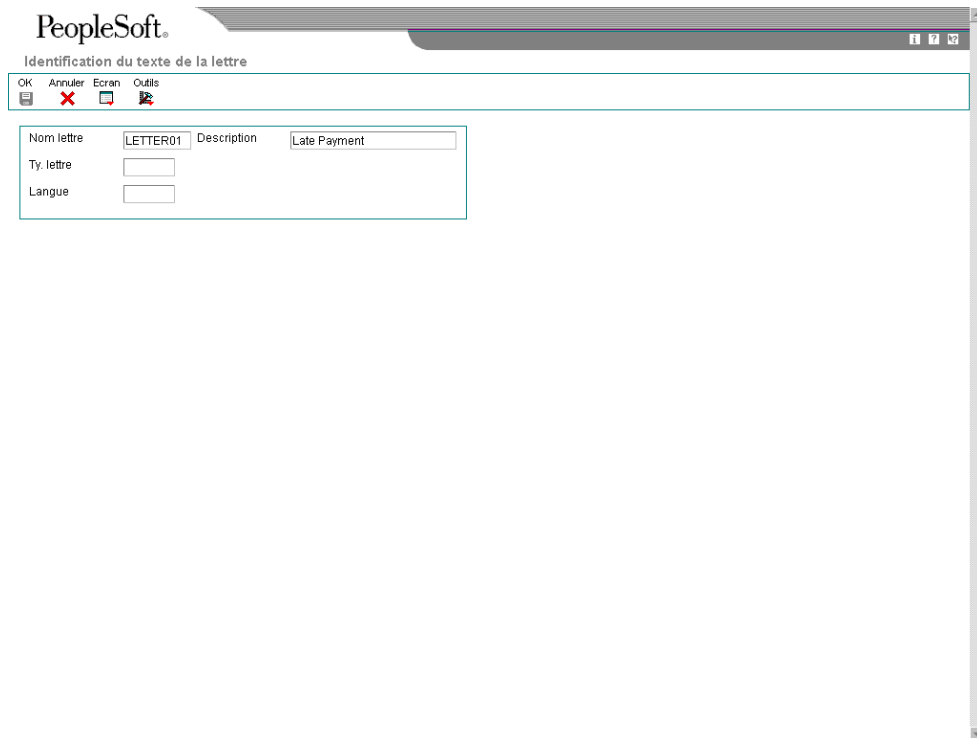 PeopleSoft®
Identification du texte de la lettre
OK Annuler Ecran Outils
Nom lettre LETTER01 Description Late Payment
Ty. lettre
Langue